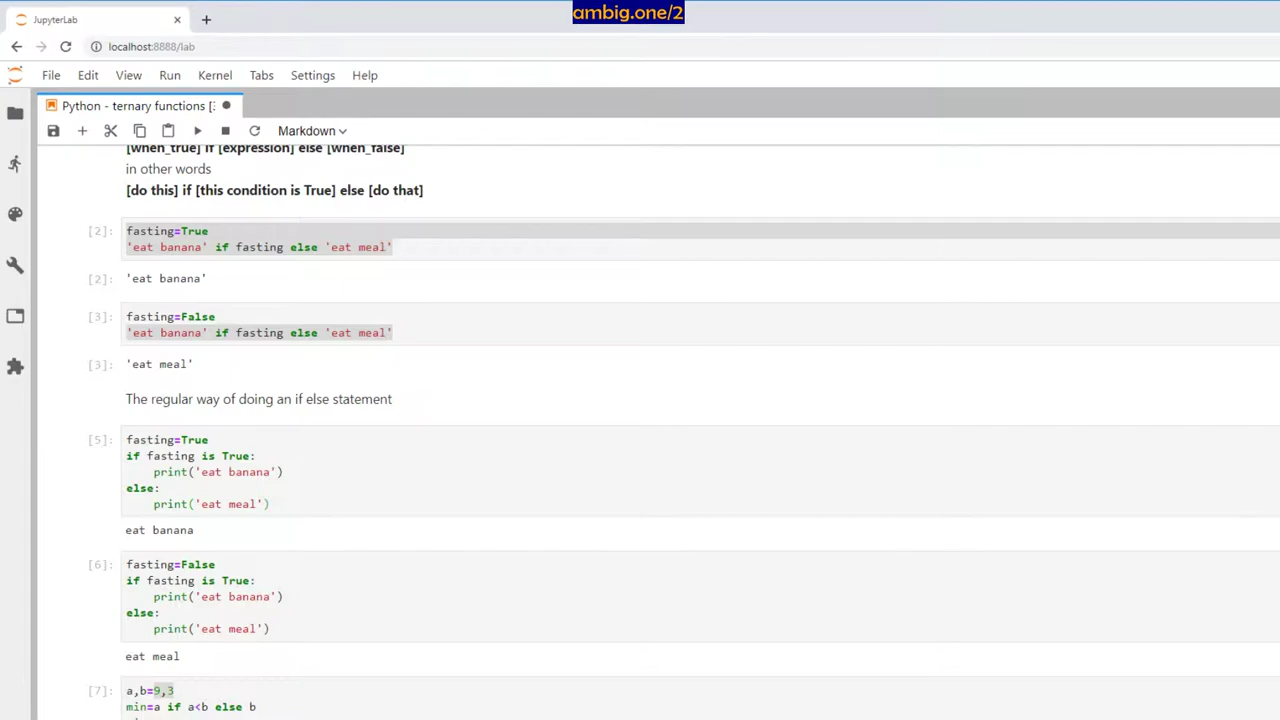 ambig.one/2
JupyterLab
localhost:8888/lab
File Edit View Run Kernel Tabs Settings Help
Python - ternary functions [:
Markdown
[when_true] if [expression] else [when_false]
in other words
[do this] if [this condition is True] else [do that]
[2]: fasting=True
'eat banana' if fasting else 'eat meal'
[2]: 'eat banana'
[3]: fasting=False
'eat banana' if fasting else 'eat meal'
[3]: 'eat meal'
The regular way of doing an if else statement
[5]: fasting=True
if fasting is True:
    print('eat banana')
else:
    print('eat meal')
eat banana
[6]: fasting=False
if fasting is True:
    print('eat banana')
else:
    print('eat meal')
eat meal
[7]: a,b=9,3
min=a if a<b else b